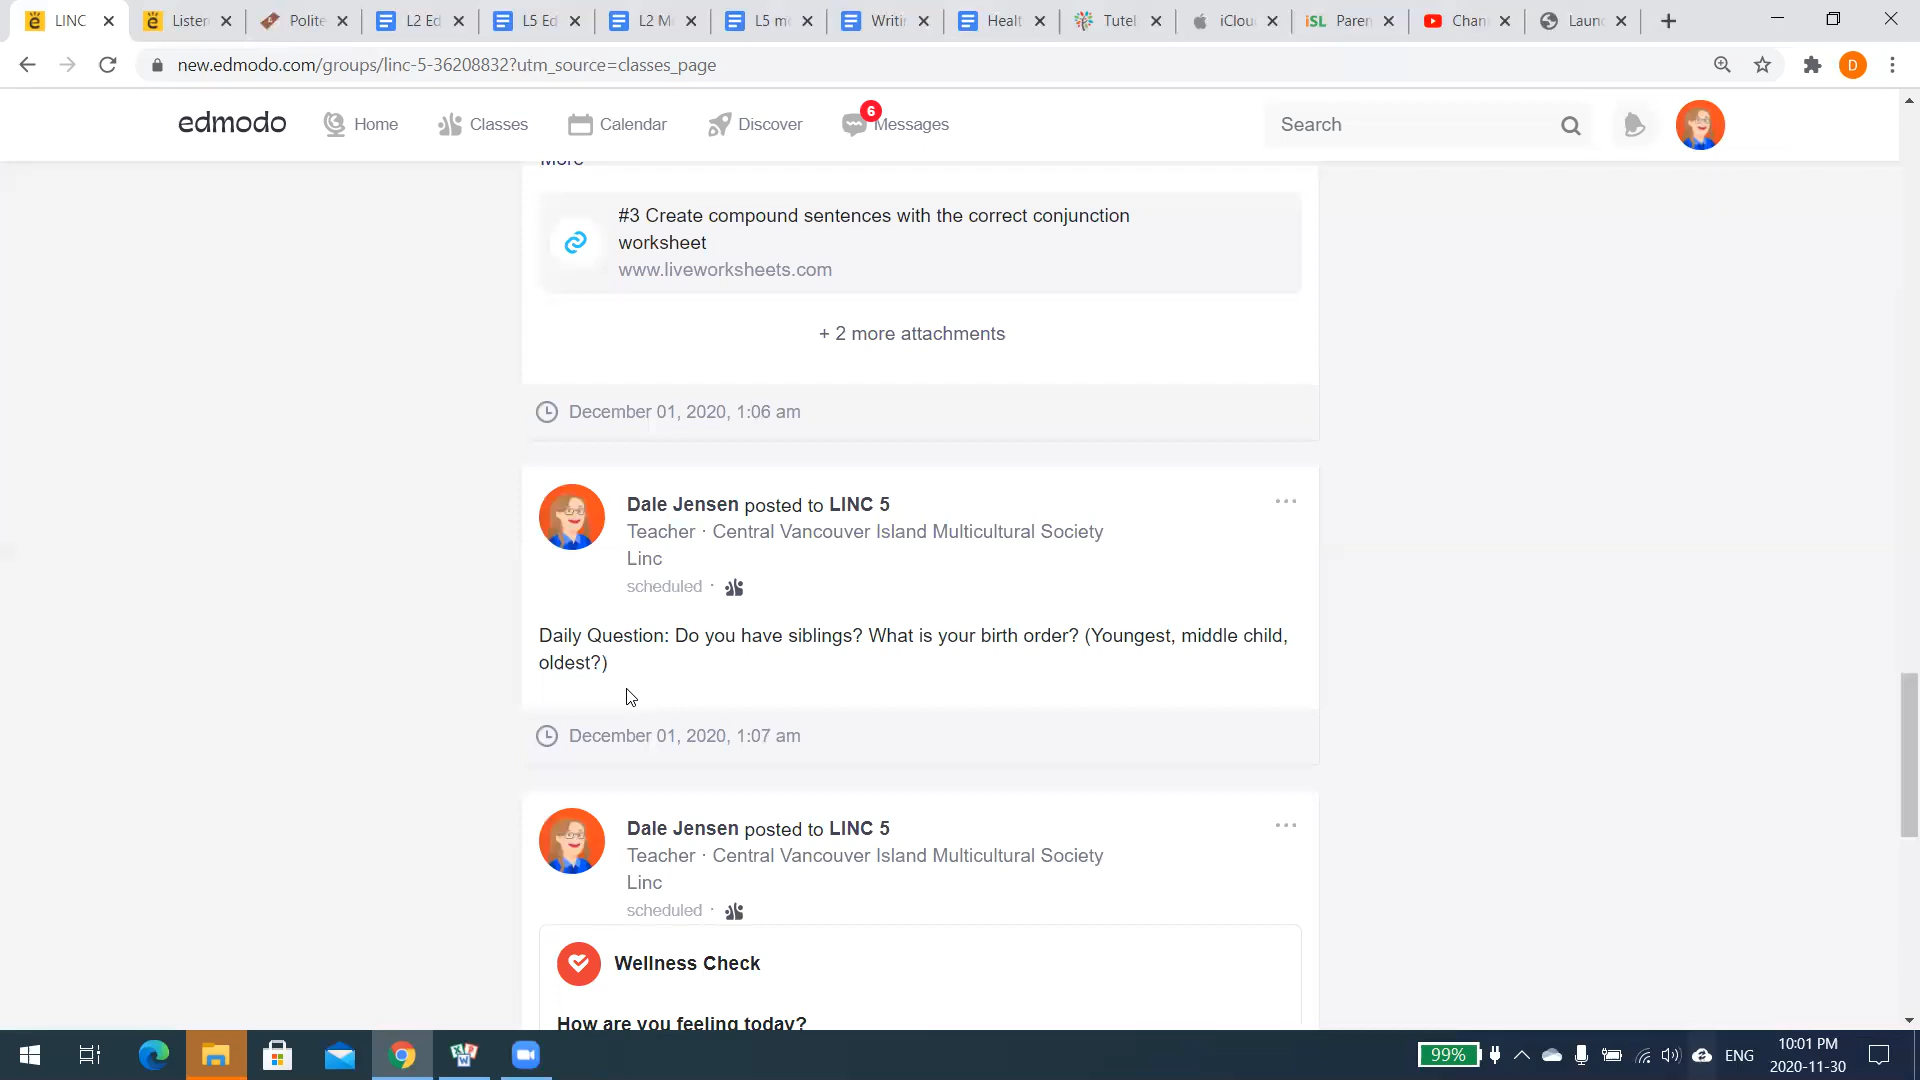 LINC
Listen
Polite
L2 Ed
L5 Ed
L2 M
L5 m
Writin
Healt
Tutel
iClou
iSL Paren
Chan
Laun
new.edmodo.com/groups/linc-5-36208832?utm_source=classes_page
D
edmodo
Home
Classes
Calendar
Discover
6
Messages
Search
More
#3 Create compound sentences with the correct conjunction
worksheet
www.liveworksheets.com
+ 2 more attachments
December 01, 2020, 1:06 am
Dale Jensen posted to LINC 5
Teacher · Central Vancouver Island Multicultural Society
Linc
scheduled ·
Daily Question: Do you have siblings? What is your birth order? (Youngest, middle child,
oldest?)
December 01, 2020, 1:07 am
Dale Jensen posted to LINC 5
Teacher · Central Vancouver Island Multicultural Society
Linc
scheduled ·
Wellness Check
How are you feeling today?
99%
ENG
10:01 PM
2020-11-30